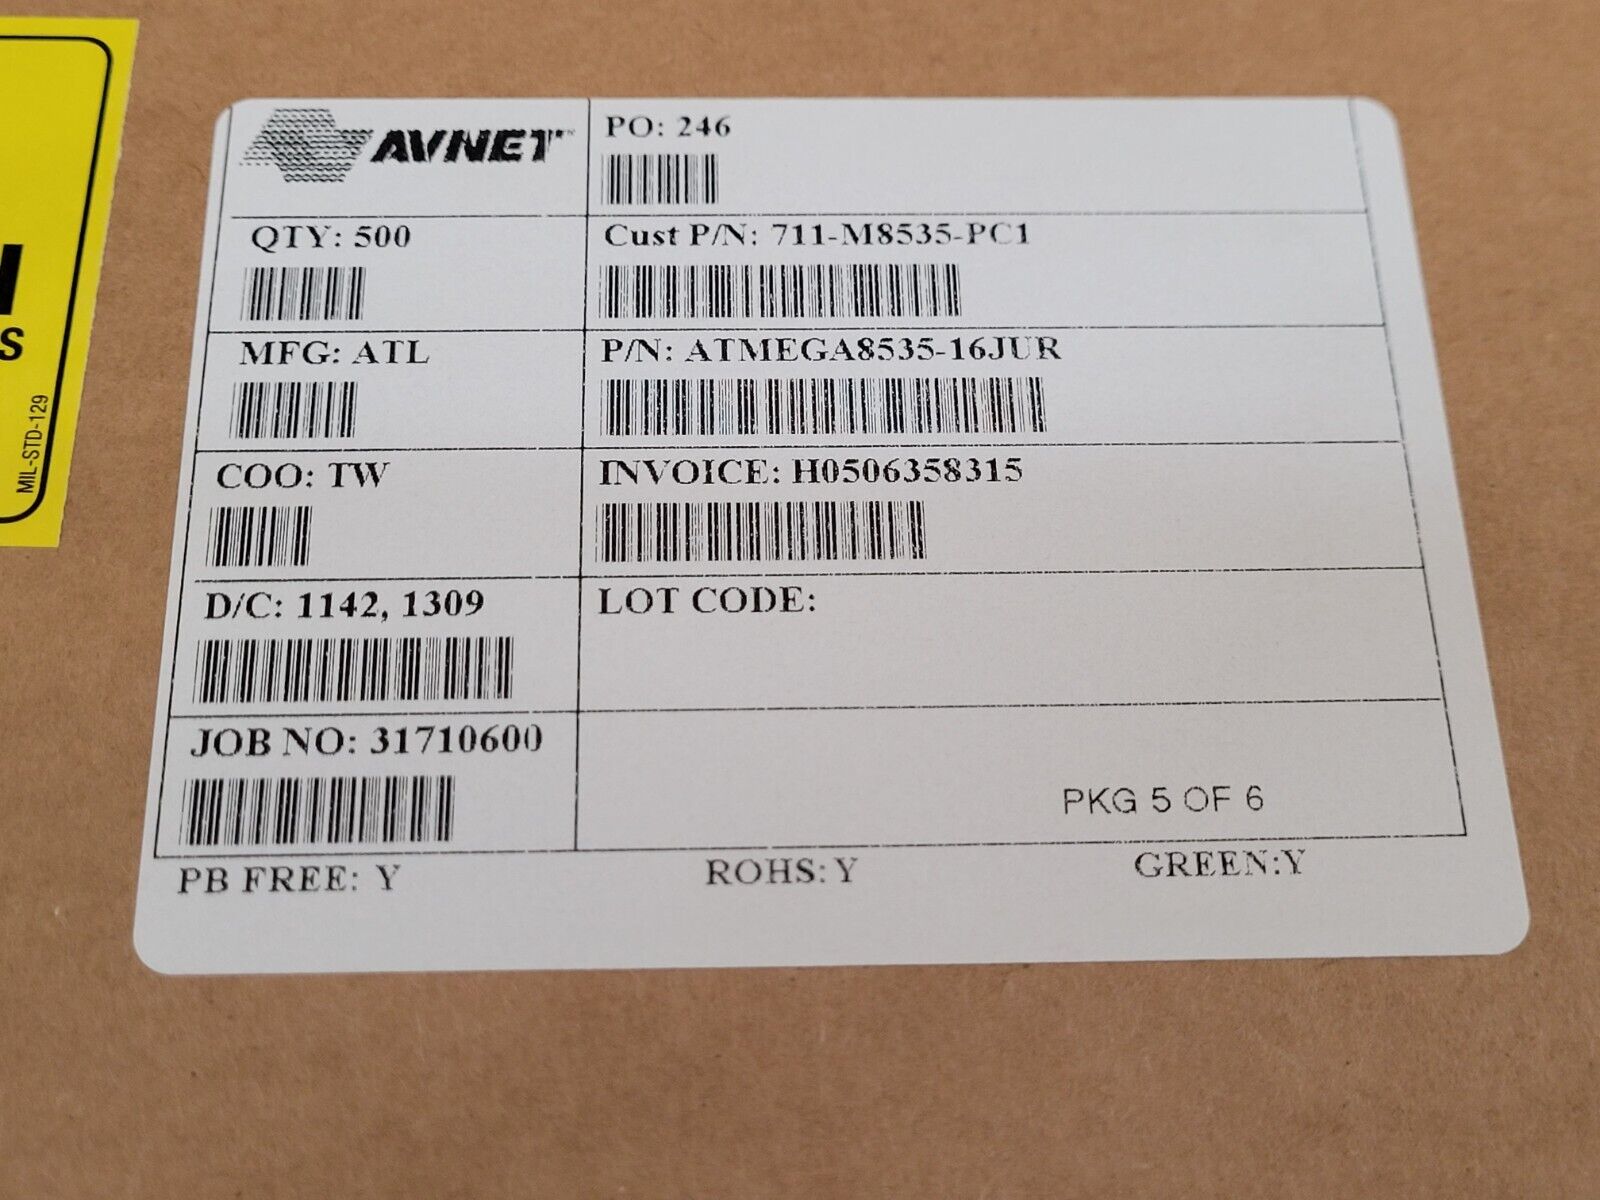 AVNET
PO: 246
QTY: 500
Cust P/N: 711-M8535-PC1
MFG: ATL
P/N: ATMEGA8535-16JUR
COO: TW
INVOICE: H0506358315
D/C: 1142, 1309
LOT CODE:
JOB NO: 31710600
PKG 5 OF 6
PB FREE: Y
ROHS: Y
GREEN:Y
MIL-STD-129